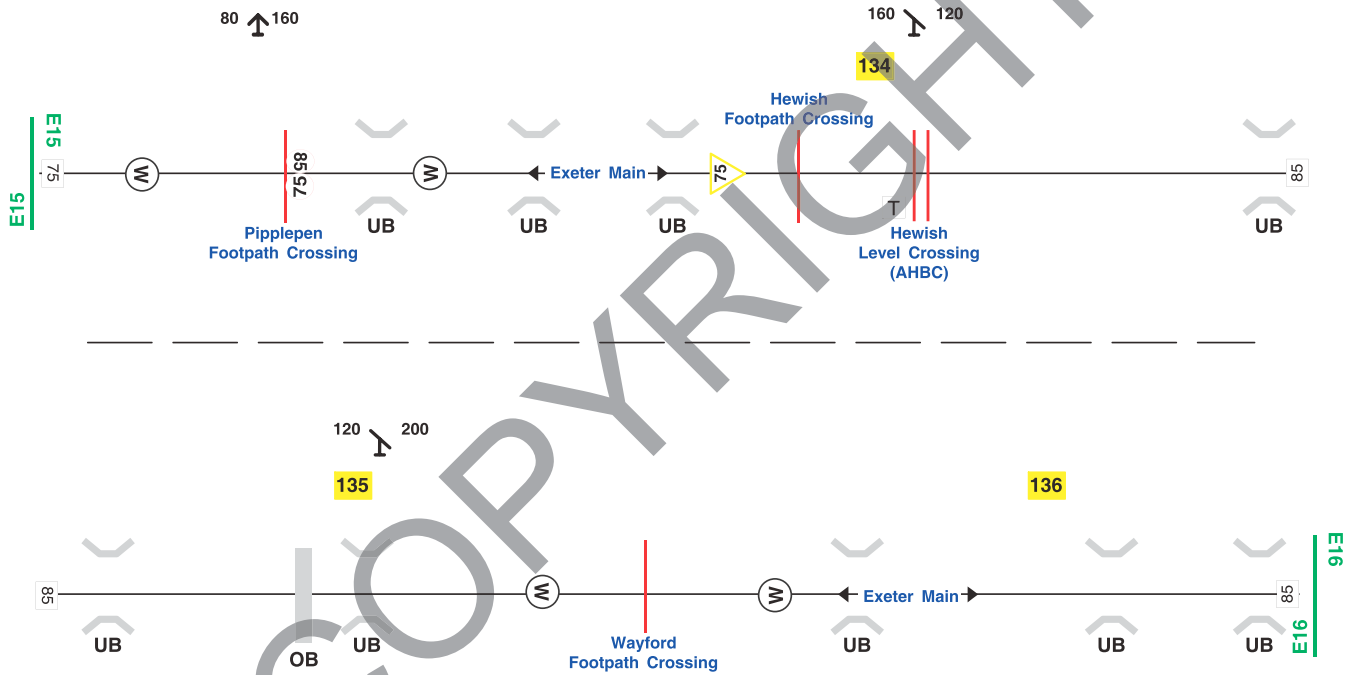 80 160
160 120
134
Hewish
Footpath Crossing
E15
75
W
85
75
W
Exeter Main
75
T
85
E15
UB
UB
UB
UB
Pipplepen
Footpath Crossing
Hewish
Level Crossing
(AHBC)
120 200
135
136
E16
85
W
W
Exeter Main
85
E16
UB
OB
UB
Wayford
Footpath Crossing
UB
UB
UB
COPYRIGHT